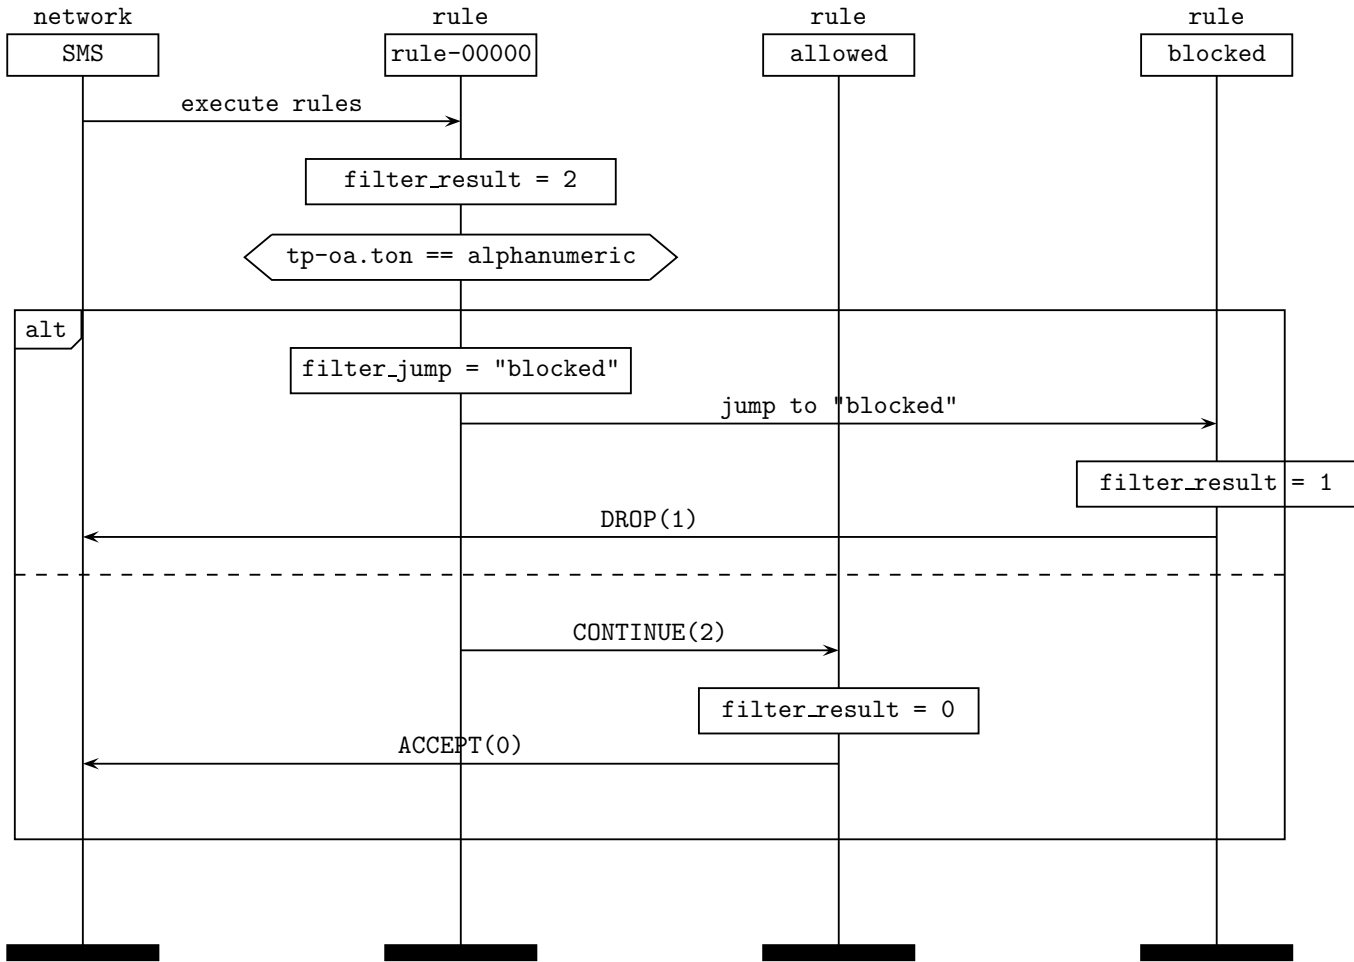 network rule rule rule
SMS rule-00000 allowed blocked
execute rules
filter_result = 2
tp-oa.ton == alphanumeric
alt
filter_jump = "blocked"
jump to "blocked"
filter_result = 1
DROP(1)
CONTINUE(2)
filter_result = 0
ACCEPT(0)